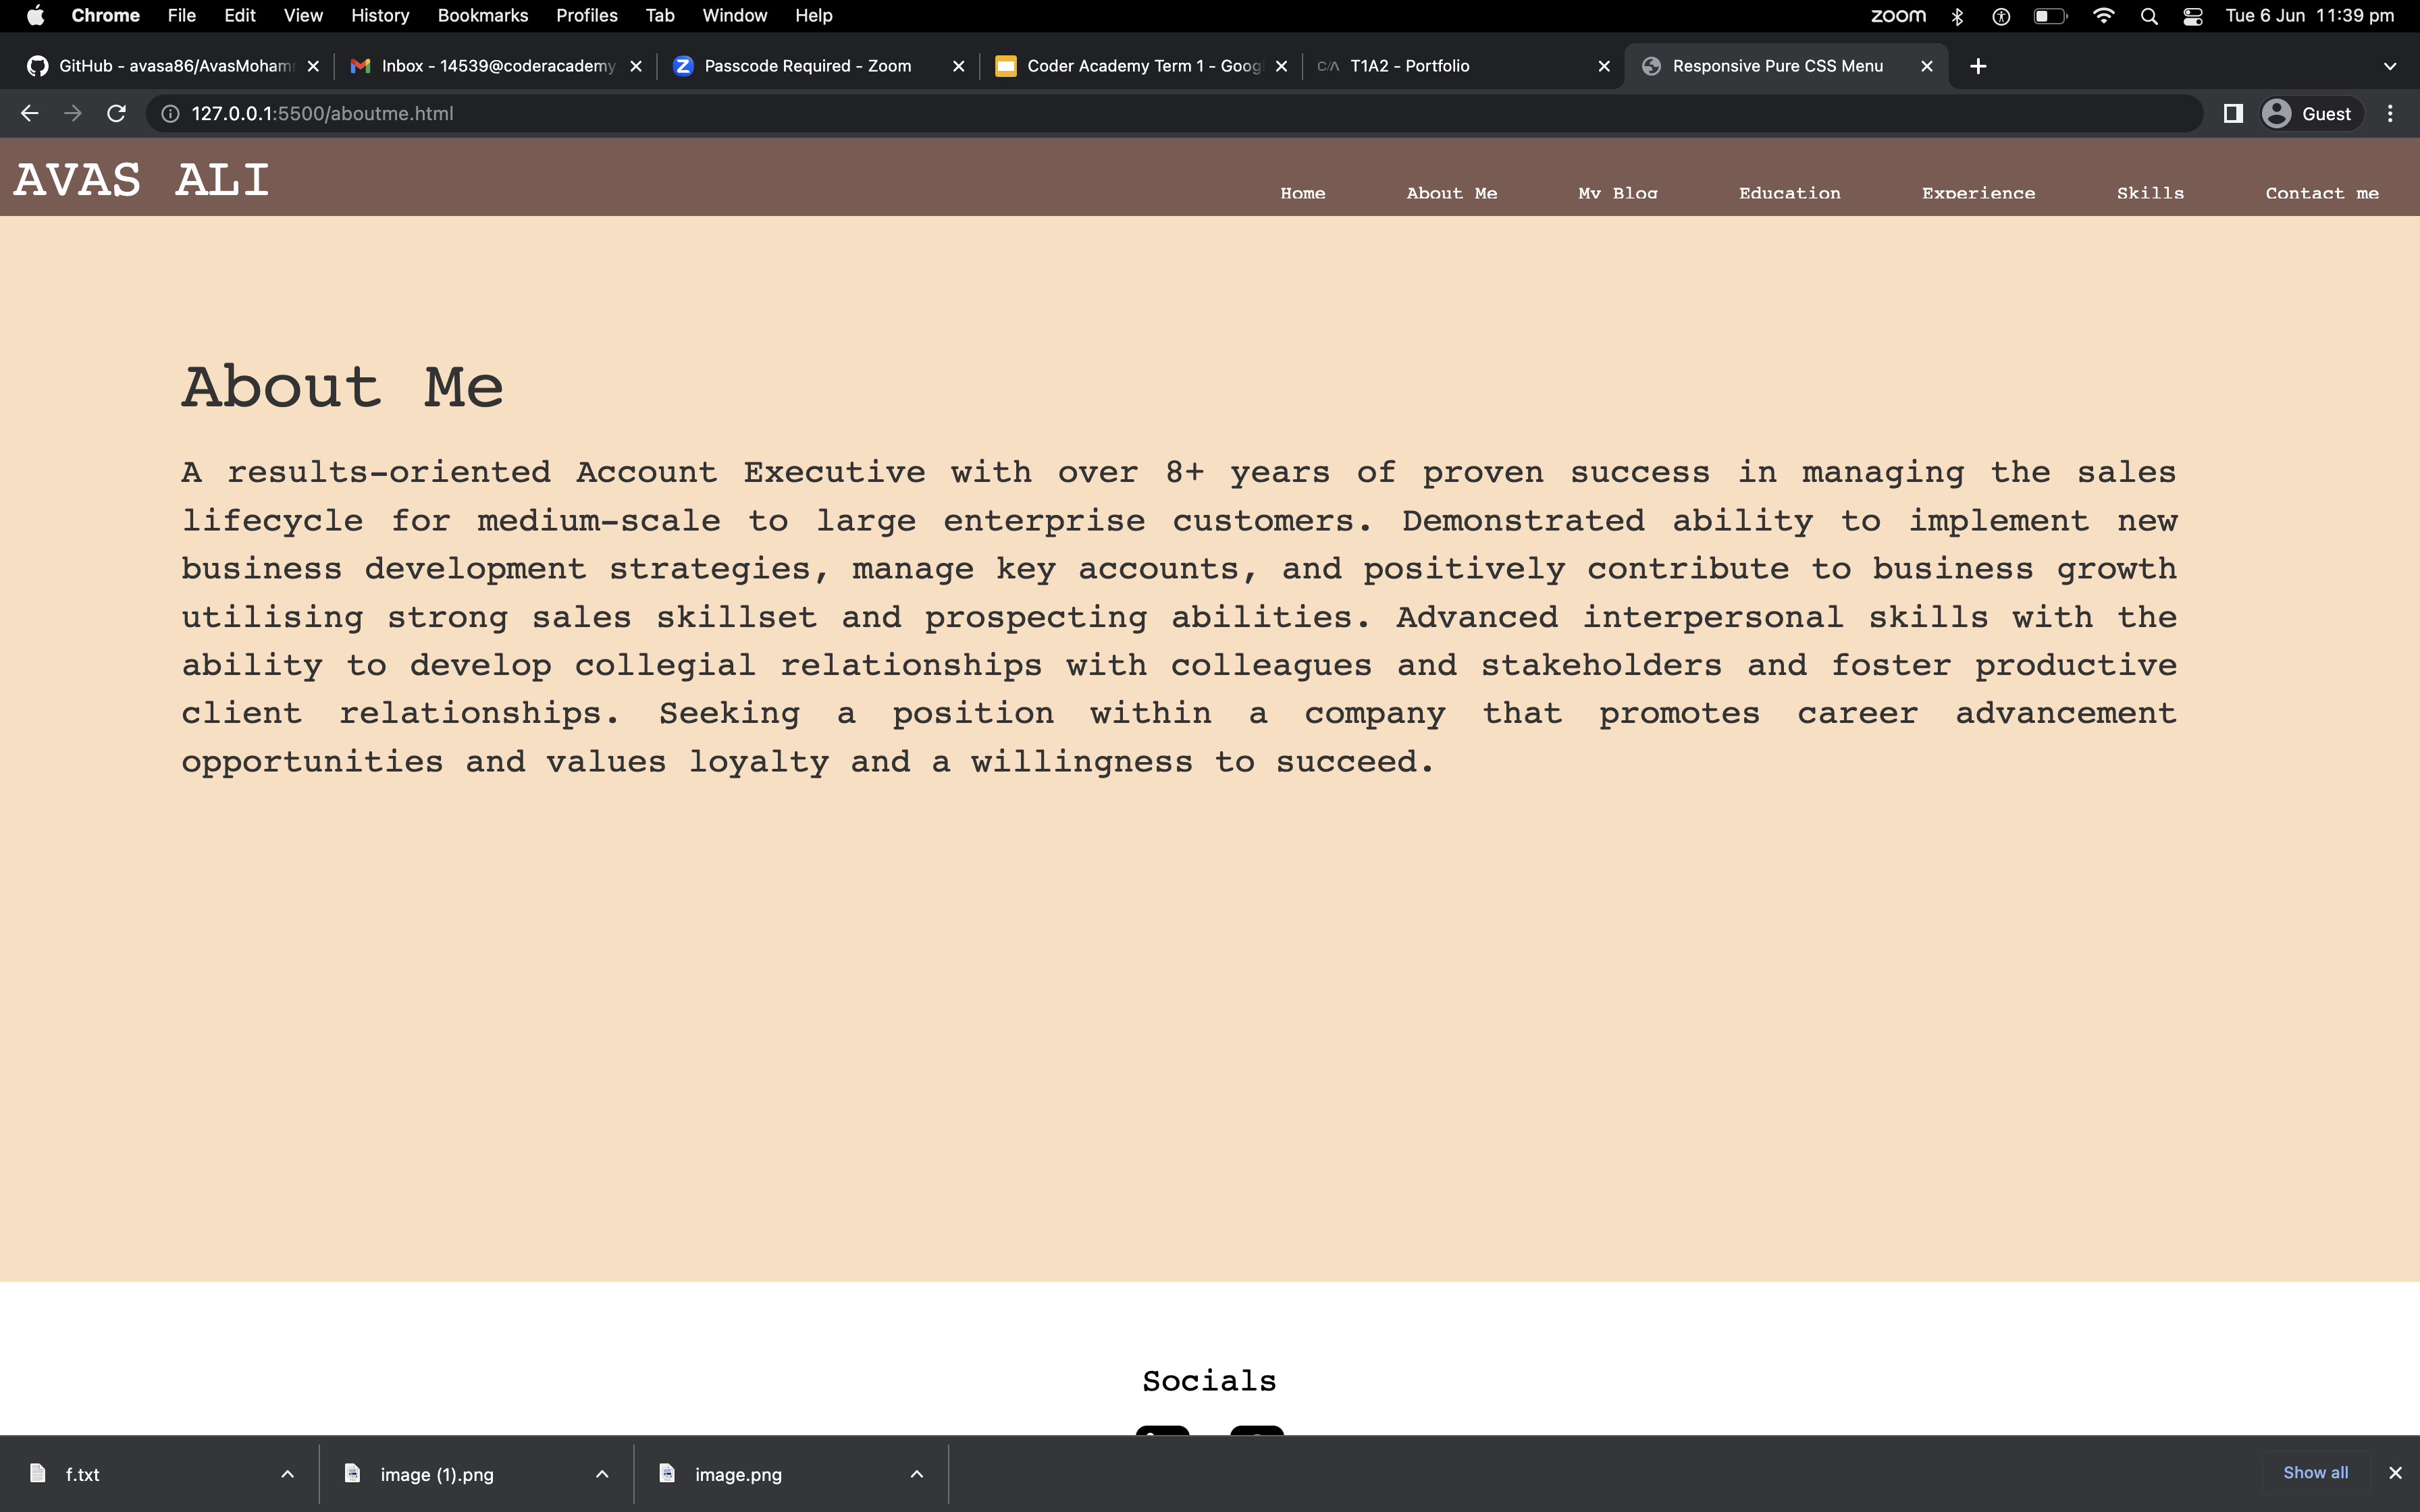 Chrome File Edit View History Bookmarks Profiles Tab Window Help zoom Tue 6 Jun 11:39 pm
GitHub - avasa86/AvasMoham Inbox - 14539@coderacademy. Passcode Required - Zoom Coder Academy Term 1 - Goog C/A T1A2 - Portfolio Responsive Pure CSS Menu
127.0.0.1:5500/aboutme.html Guest
AVAS ALI Home About Me My Blog Education Experience Skills Contact me
About Me
A results-oriented Account Executive with over 8+ years of proven success in managing the sales
lifecycle for medium-scale to large enterprise customers. Demonstrated ability to implement new
business development strategies, manage key accounts, and positively contribute to business growth
utilising strong sales skillset and prospecting abilities. Advanced interpersonal skills with the
ability to develop collegial relationships with colleagues and stakeholders and foster productive
client relationships. Seeking a position within a company that promotes career advancement
opportunities and values loyalty and a willingness to succeed.
Socials
f.txt image (1).png image.png Show all